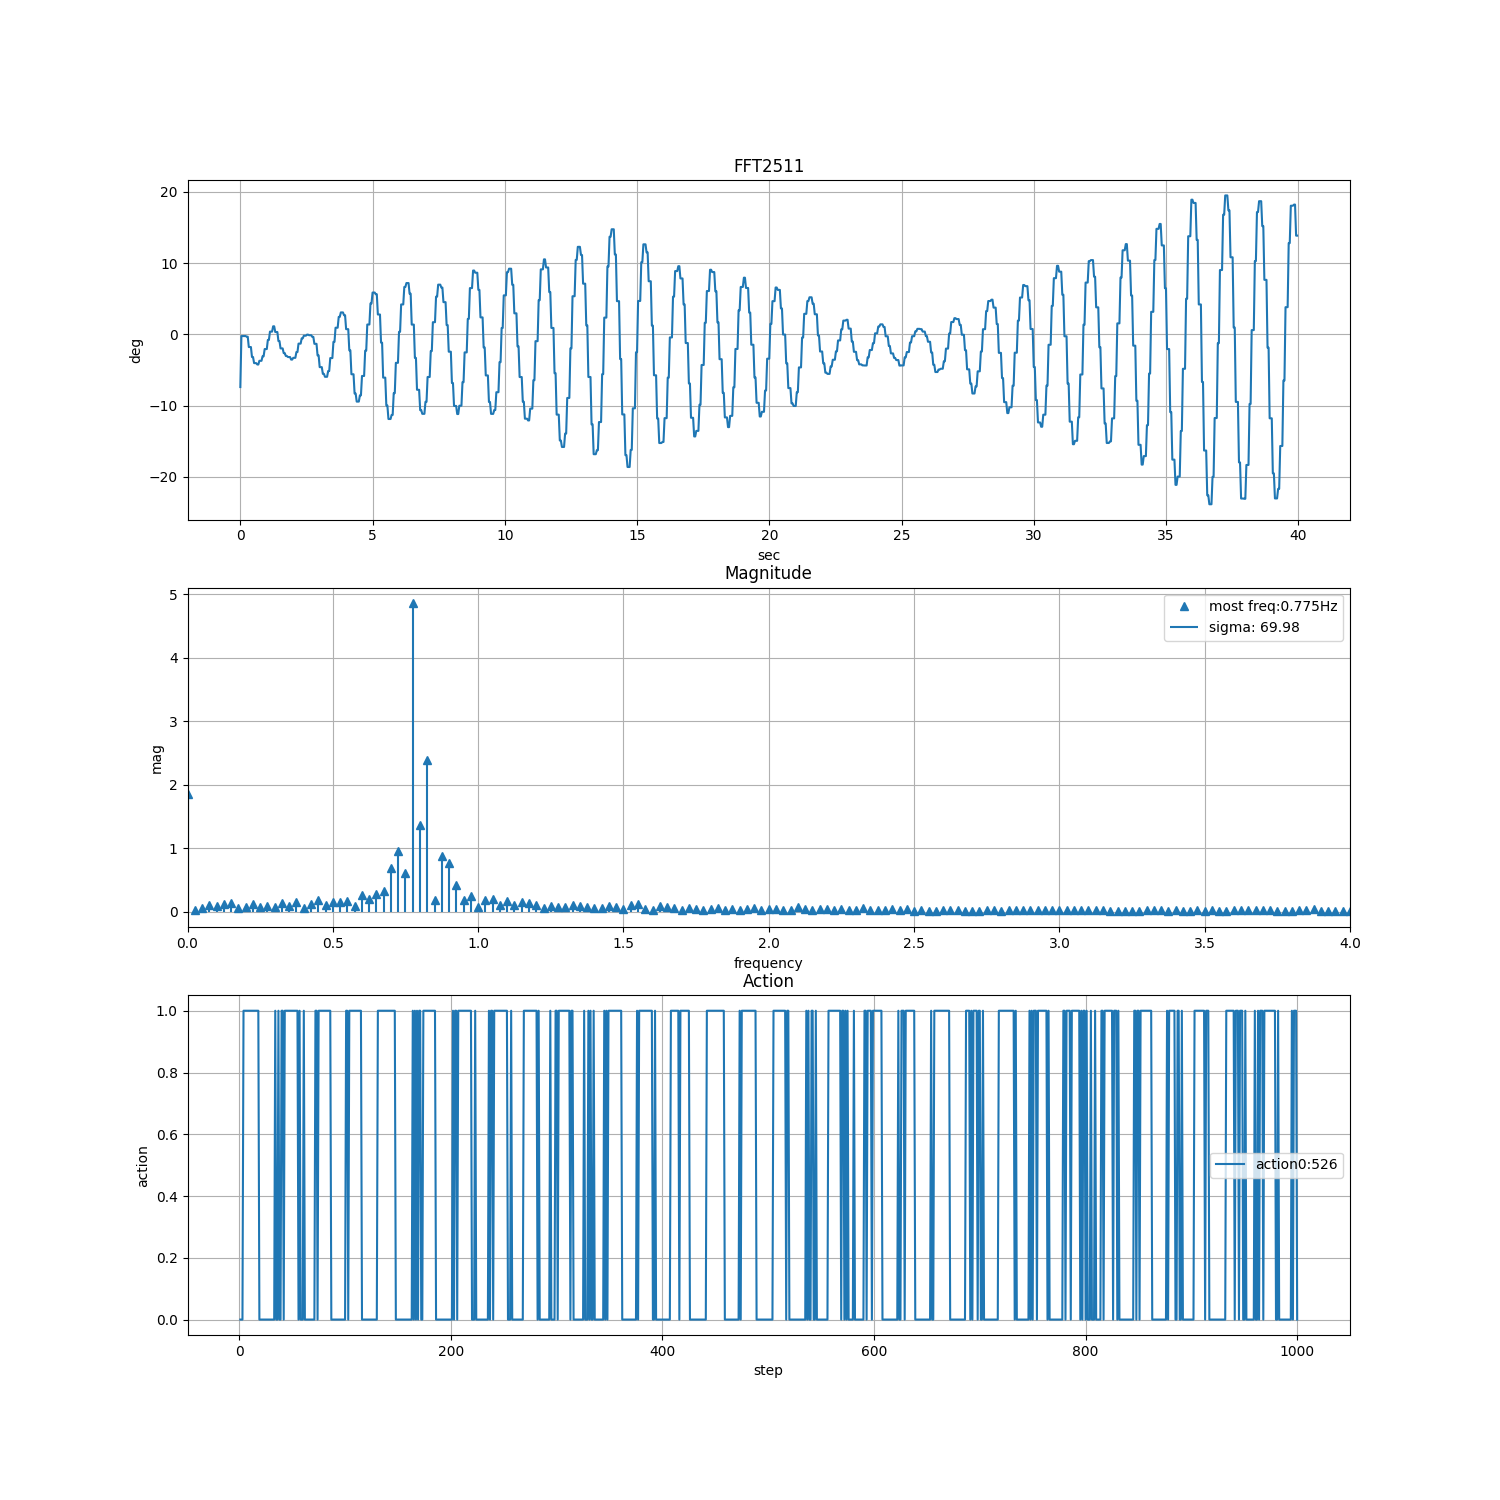 FFT2511
20
10
0
−10
−20
deg
0 5 10 15 20 25 30 35 40
sec
Magnitude
5
4
3
2
1
0
mag
most freq:0.775Hz
sigma: 69.98
0.0 0.5 1.0 1.5 2.0 2.5 3.0 3.5 4.0
frequency
Action
1.0
0.8
0.6
0.4
0.2
0.0
action
action0:526
0 200 400 600 800 1000
step